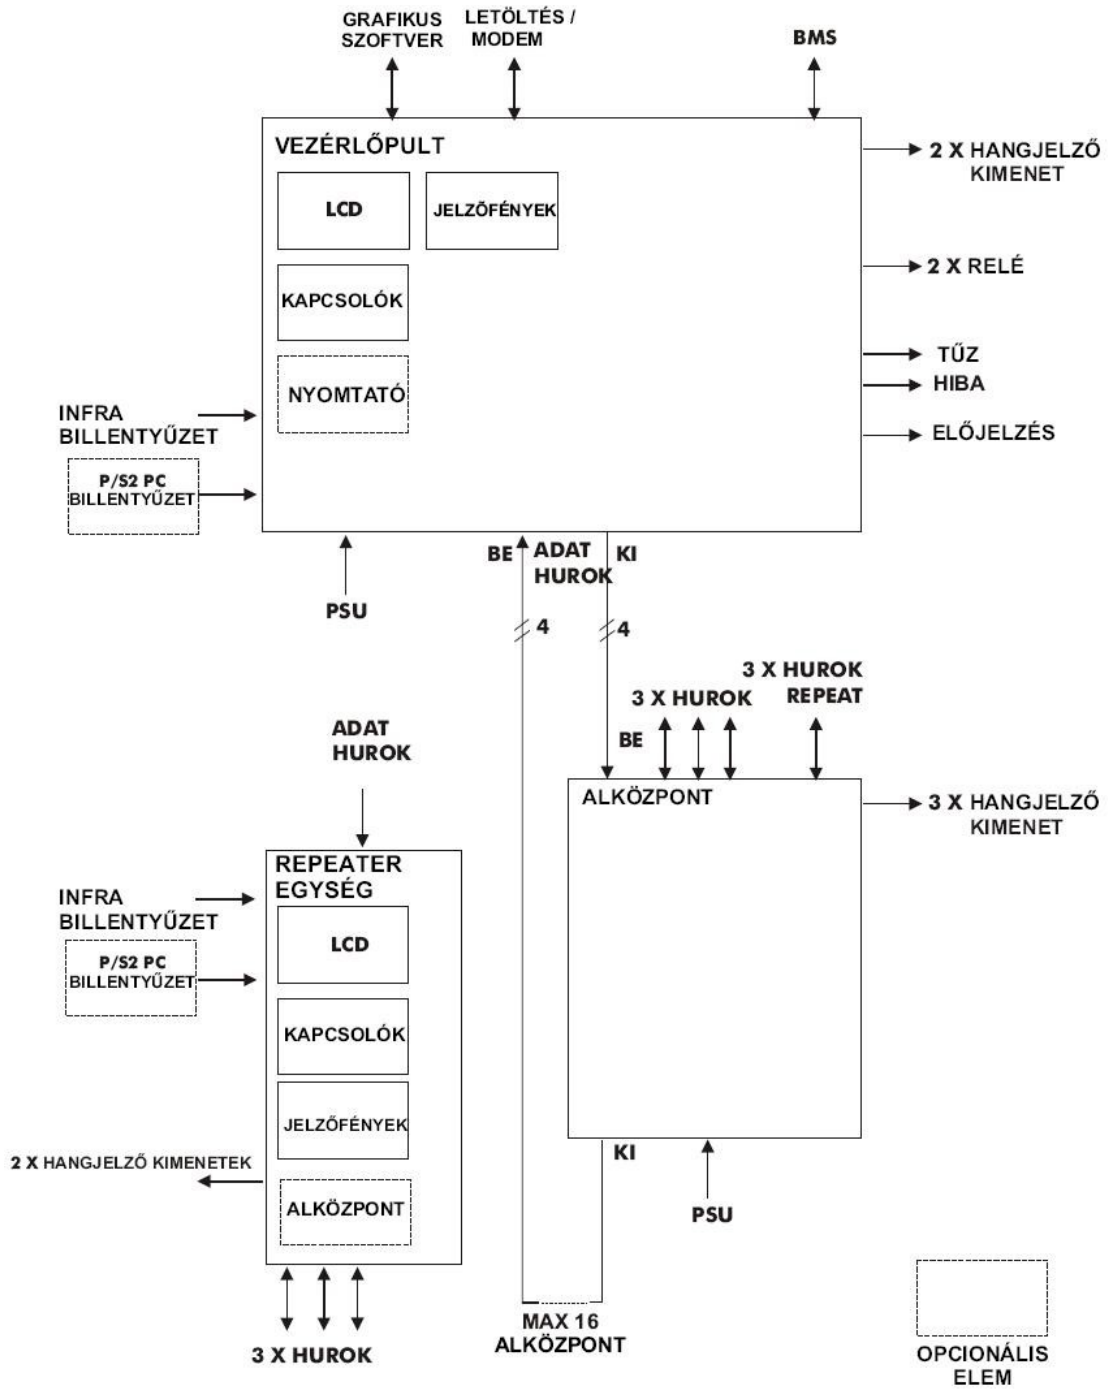 GRAFIKUS
SZOFTVER
LETÖLTÉS /
MODEM
BMS
VEZÉRLŐPULT
LCD
JELZŐFÉNYEK
KAPCSOLÓK
NYOMTATÓ
2 X HANGJELZŐ
KIMENET
2 X RELÉ
TŰZ
HIBA
ELŐJELZÉS
INFRA
BILLENTYŰZET
P/S2 PC
BILLENTYŰZET
PSU
BE
ADAT
HUROK
KI
4
4
3 X HUROK
3 X HUROK
REPEAT
BE
ALKÖZPONT
3 X HANGJELZŐ
KIMENET
KI
PSU
ADAT
HUROK
REPEATER
EGYSÉG
INFRA
BILLENTYŰZET
P/S2 PC
BILLENTYŰZET
LCD
KAPCSOLÓK
JELZŐFÉNYEK
2 X HANGJELZŐ KIMENETEK
ALKÖZPONT
3 X HUROK
MAX 16
ALKÖZPONT
OPCIONÁLIS
ELEM